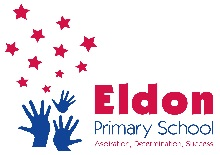 Eldon
Primary School
Aspiration, Determination, Success